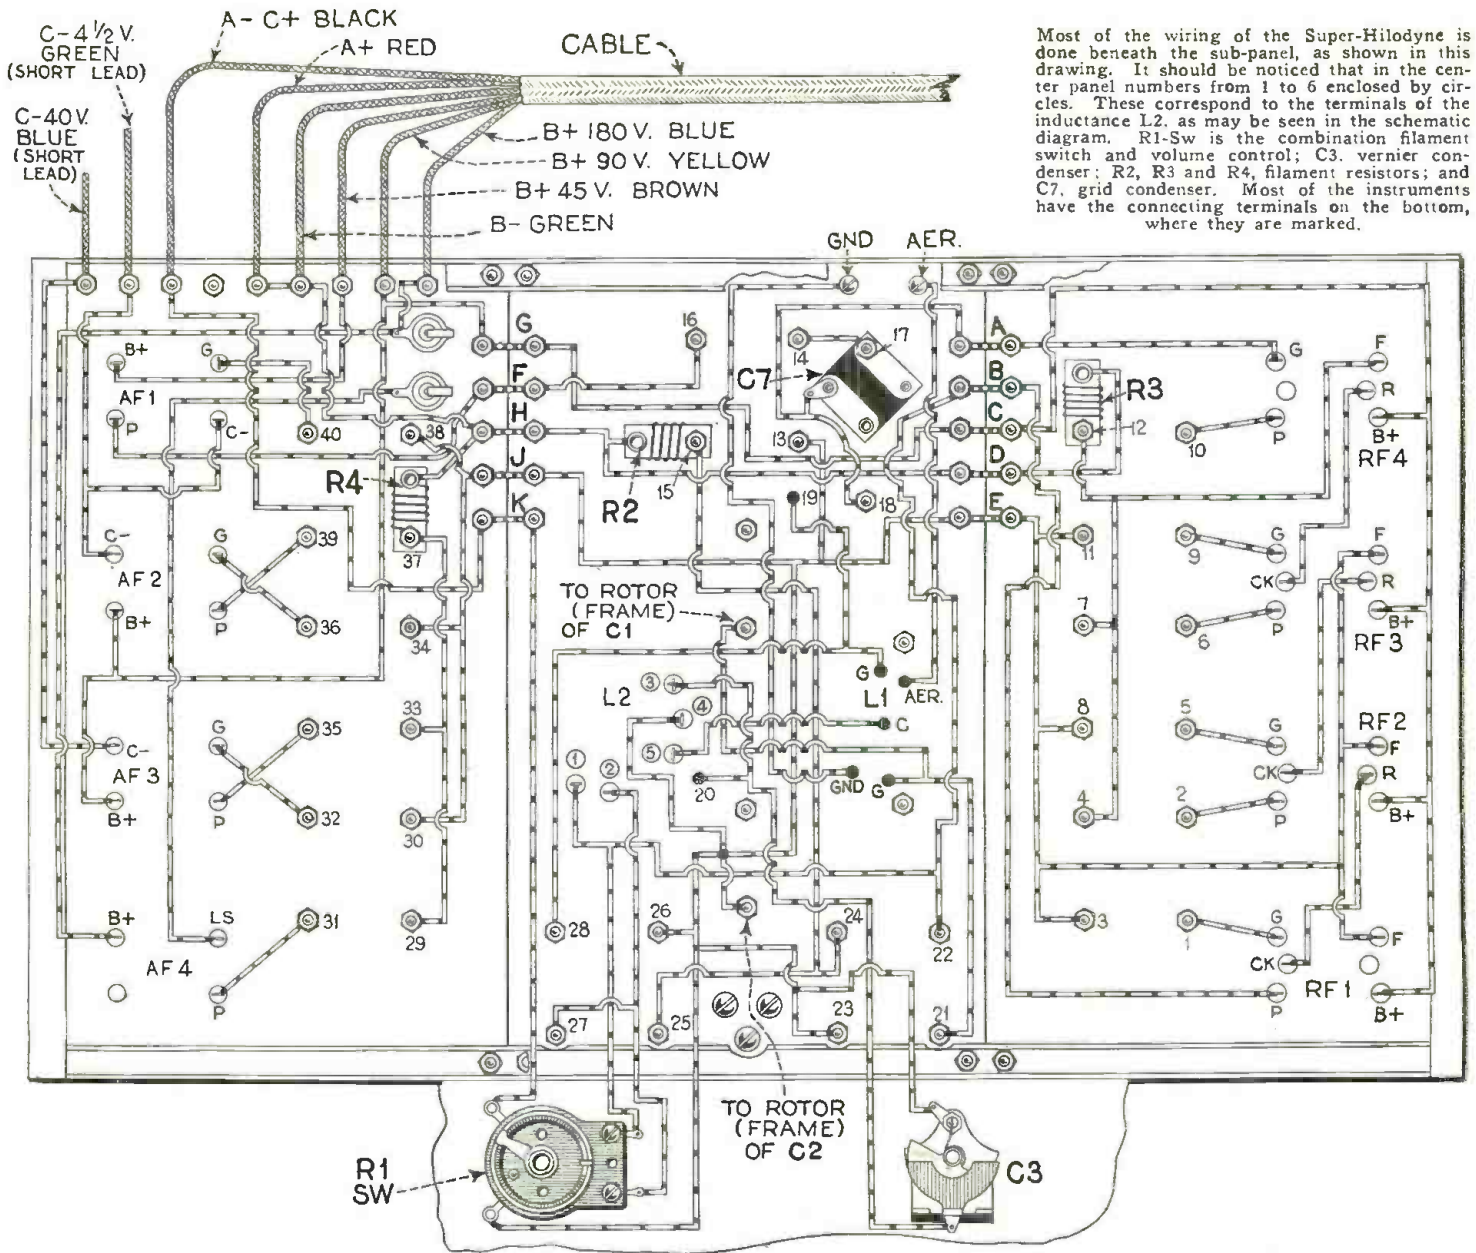 Most of the wiring of the Super-Hilodyne is
done beneath the sub-panel, as shown in this
drawing. It should be noticed that in the cen-
ter panel numbers from 1 to 6 enclosed by cir-
cles. These correspond to the terminals of the
inductance L2. as may be seen in the schematic
diagram. R1-Sw is the combination filament
switch and volume control; C3. vernier con-
denser; R2, R3 and R4, filament resistors; and
C7. grid condenser. Most of the instruments
have the connecting terminals on the bottom,
where they are marked.
A- C+ BLACK
C-4 1/2 V.
GREEN
(SHORT LEAD)
A+ RED
CABLE
C-40V.
BLUE
(SHORT
LEAD)
B+ 180 V. BLUE
B+ 90 V. YELLOW
B+ 45 V. BROWN
B- GREEN
GND
AER.
B+
G
AF1
P
C-
40
38
R4
37
C-
AF2
B+
G
P
39
36
34
C-
AF3
B+
G
P
35
32
33
30
B+
LS
AF4
P
31
29
G
F
H
J
K
16
14
17
C7
13
R2
15
19
18
TO ROTOR
(FRAME)
OF C1
L2
3
4
5
1
2
20
G
L1
AER.
C
GND
G
28
26
24
22
27
25
23
21
TO ROTOR
(FRAME)
OF C2
R1
SW
C3
A
B
C
D
E
R3
12
G
F
R
10
P
B+
RF4
11
9
G
F
CK
R
7
6
P
B+
RF3
8
5
G
RF2
F
CK
R
4
2
P
B+
3
1
G
F
CK
RF1
P
B+